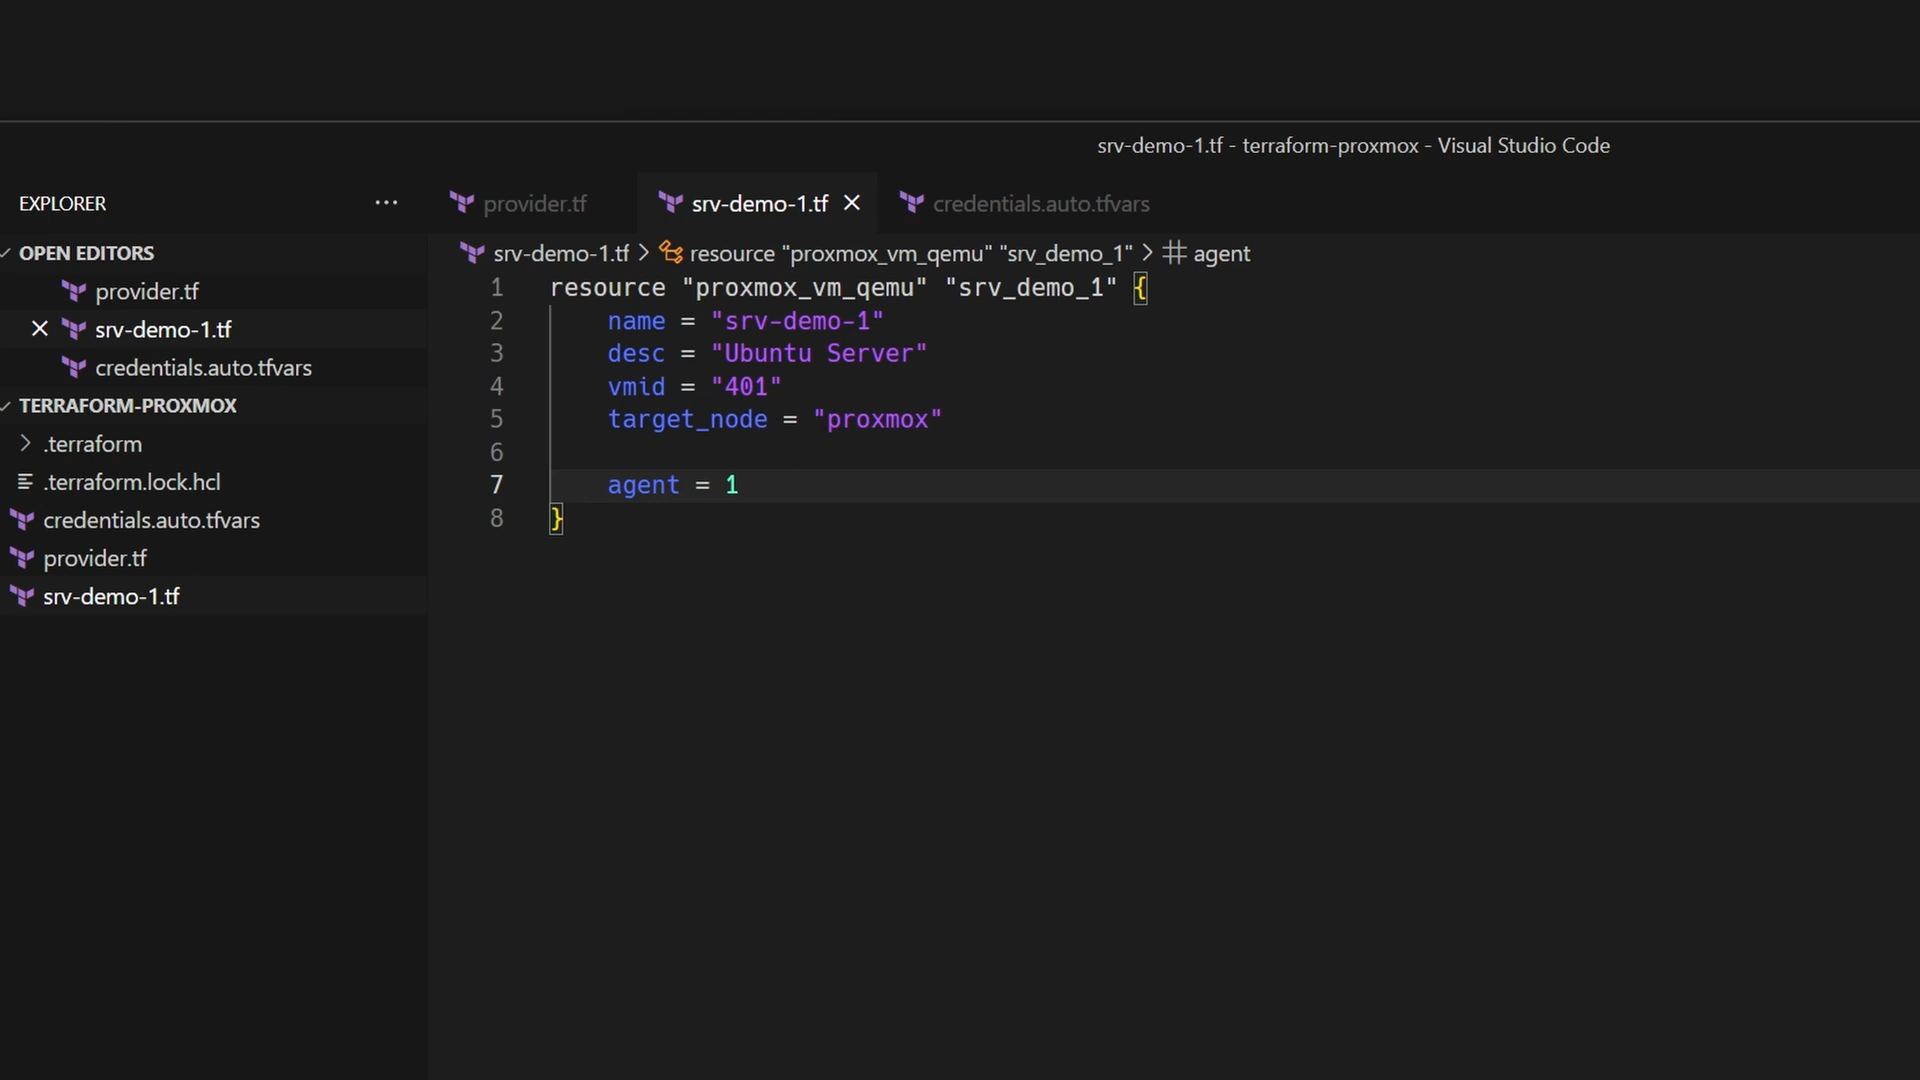 srv-demo-1.tf - terraform-proxmox - Visual Studio Code
EXPLORER ···
provider.tf
srv-demo-1.tf
credentials.auto.tfvars
OPEN EDITORS
provider.tf
srv-demo-1.tf
credentials.auto.tfvars
TERRAFORM-PROXMOX
.terraform
.terraform.lock.hcl
credentials.auto.tfvars
provider.tf
srv-demo-1.tf
srv-demo-1.tf > resource "proxmox_vm_qemu" "srv_demo_1" > # agent
1 resource "proxmox_vm_qemu" "srv_demo_1" {
2 name = "srv-demo-1"
3 desc = "Ubuntu Server"
4 vmid = "401"
5 target_node = "proxmox"
6
7 agent = 1
8 }